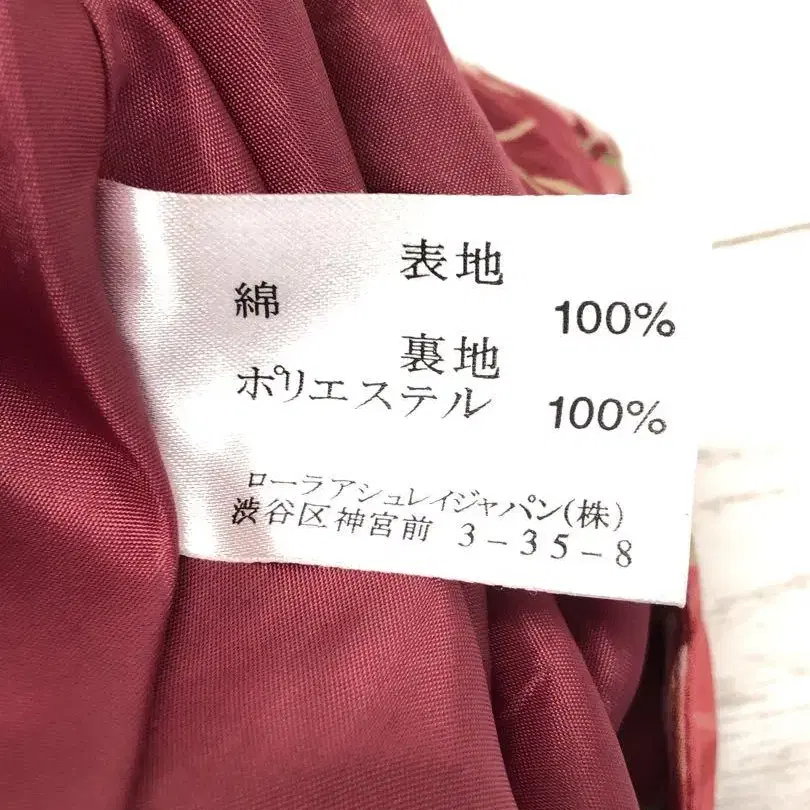 表地
綿 100%
裏地
ポリエステル 100%
ローラアシュレイジャパン(株)
渋谷区神宮前 3-35-8